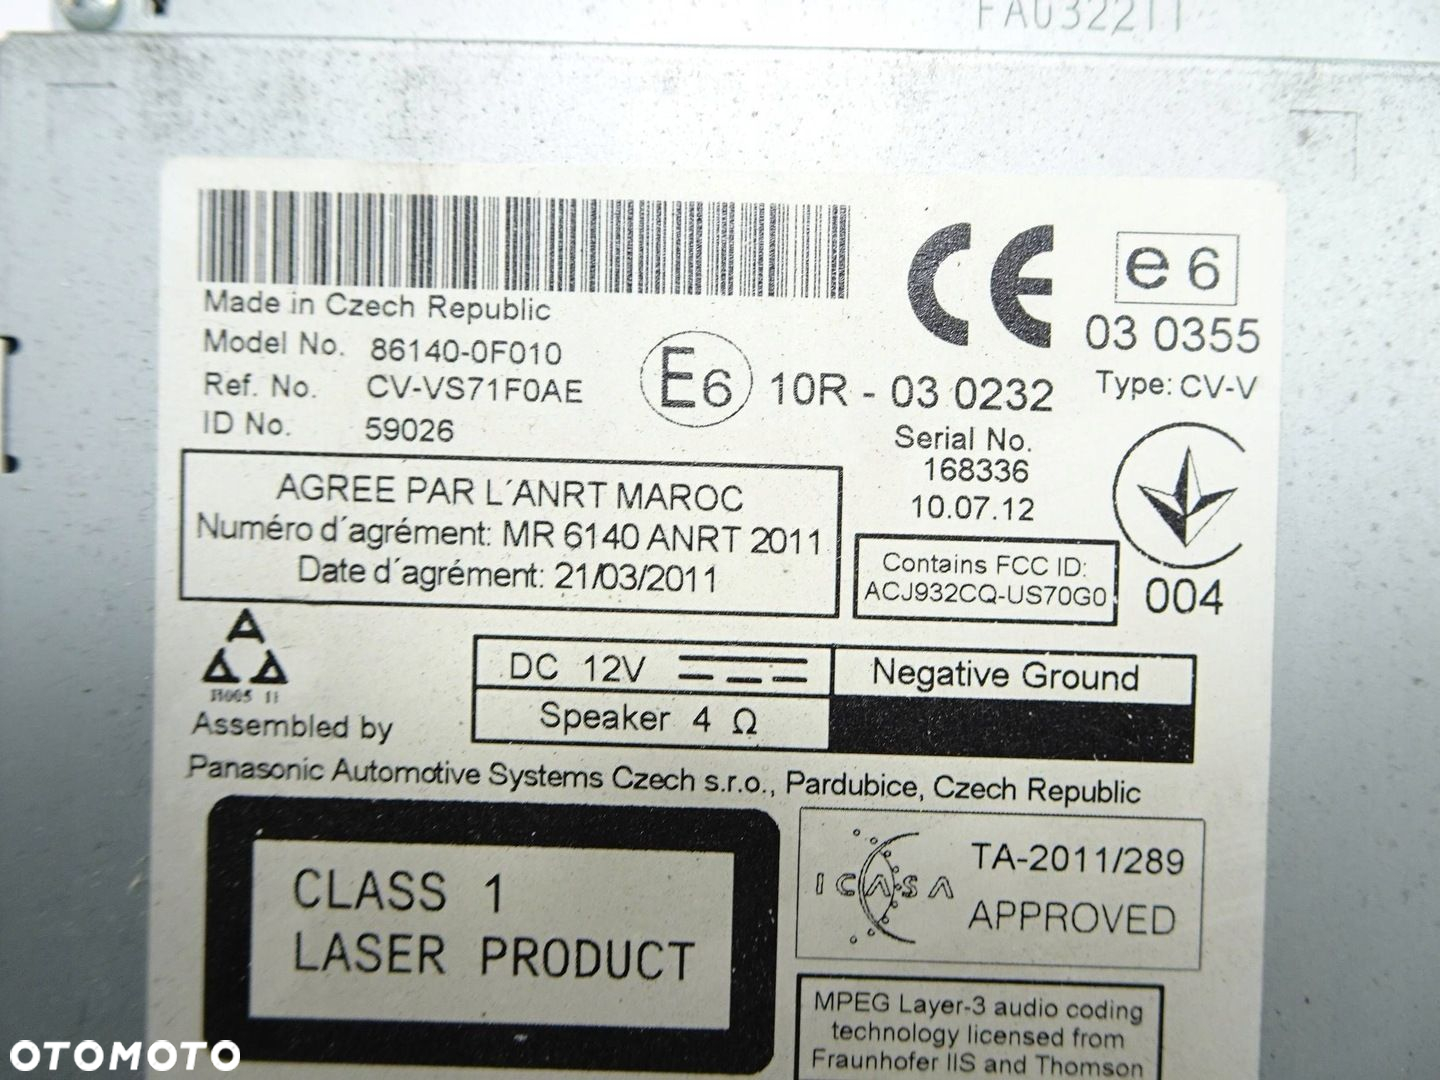 FA032211
CE
e 6
03 0355
Type: CV-V
Made in Czech Republic
Model No. 86140-0F010
Ref. No. CV-VS71F0AE
ID No. 59026
E6 10R - 03 0232
Serial No.
168336
10.07.12
AGREE PAR L´ANRT MAROC
Numéro d´agrément: MR 6140 ANRT 2011
Date d´agrément: 21/03/2011
Contains FCC ID:
ACJ932CQ-US70G0
004
DC 12V
Negative Ground
Speaker 4 Ω
Assembled by
Panasonic Automotive Systems Czech s.r.o., Pardubice, Czech Republic
CLASS 1
LASER PRODUCT
ICASA
TA-2011/289
APPROVED
MPEG Layer-3 audio coding
technology licensed from
Fraunhofer IIS and Thomson
OTOMOTO